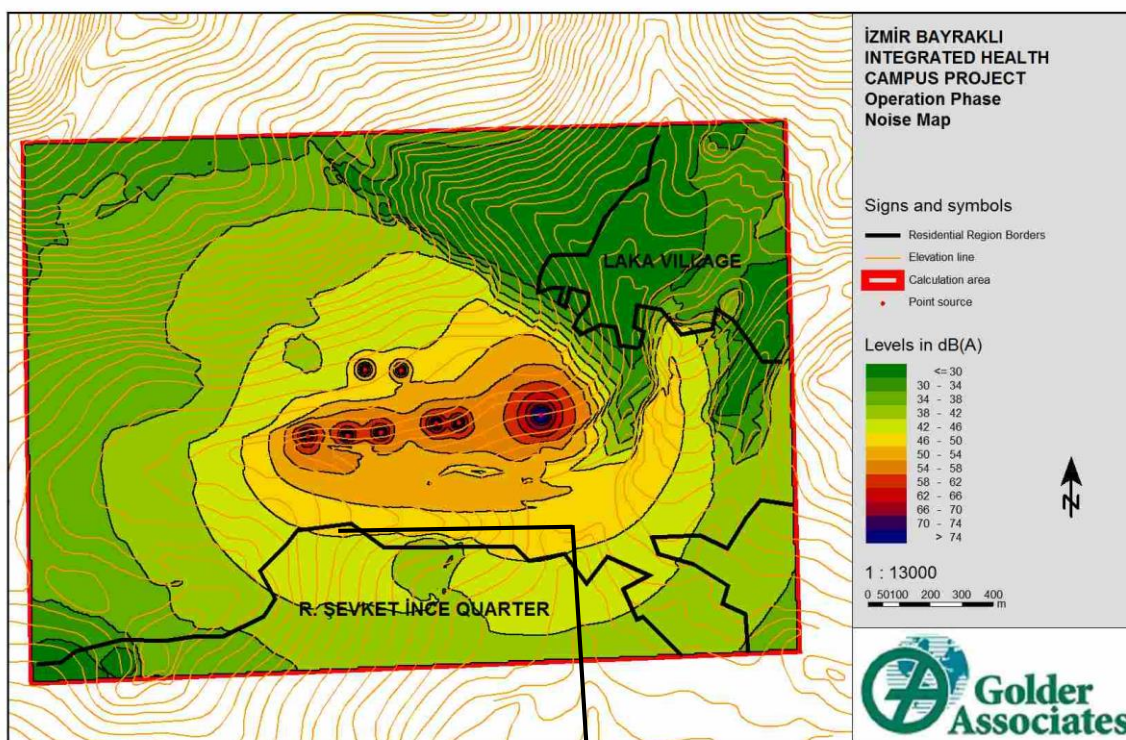 İZMİR BAYRAKLI
INTEGRATED HEALTH
CAMPUS PROJECT
Operation Phase
Noise Map
Signs and symbols
Residential Region Borders
Elevation line
Calculation area
Point source
Levels in dB(A)
<= 30
30 - 34
34 - 38
38 - 42
42 - 46
46 - 50
50 - 54
54 - 58
58 - 62
62 - 66
66 - 70
70 - 74
> 74
N
1 : 13000
0 50100 200 300 400
m
LAKA VILLAGE
R. ŞEVKET İNCE QUARTER
Golder
Associates